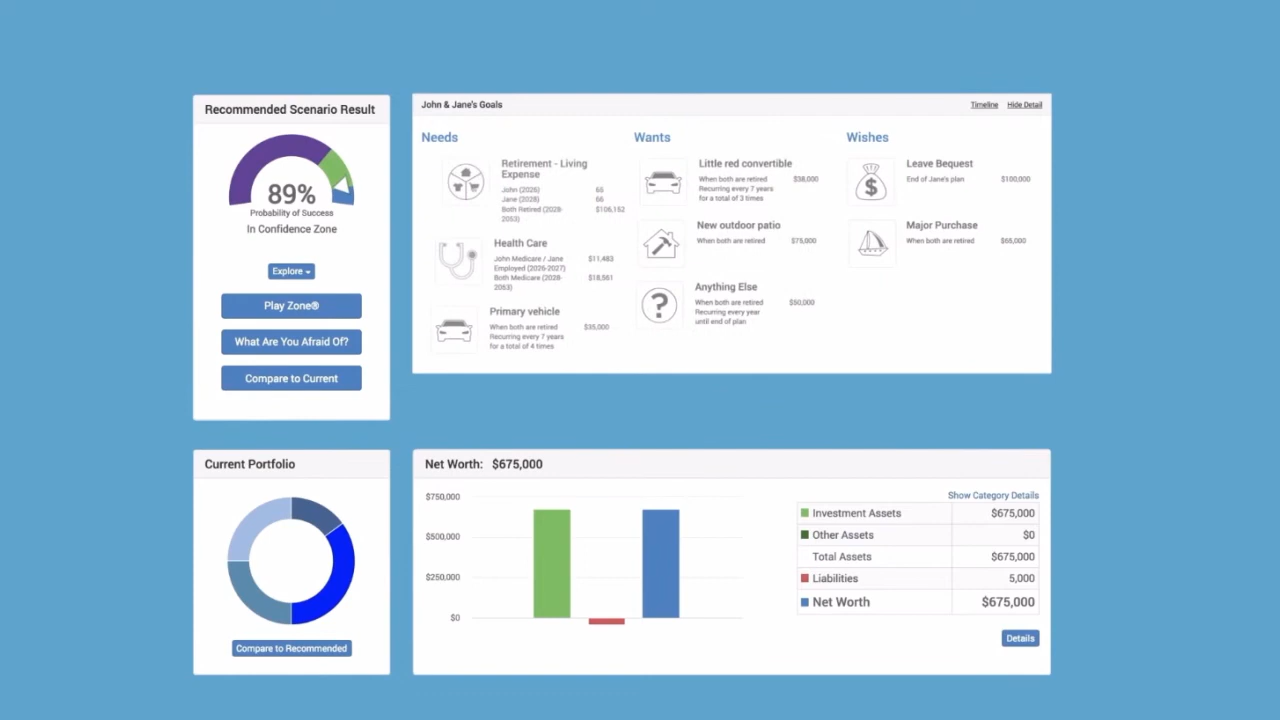 Recommended Scenario Result
89%
Probability of Success
In Confidence Zone
Explore
Play Zone®
What Are You Afraid Of?
Compare to Current
John & Jane's Goals
Timeline
Hide Detail
Needs
Retirement - Living
Expense
John (2026) 66
Jane (2028) 66
Both Retired (2028- $106,152
2053)
Health Care
John Medicare / Jane $11,483
Employed (2026-2027)
Both Medicare (2028- $18,561
2053)
Primary vehicle
When both are retired $35,000
Recurring every 7 years
for a total of 4 times
Wants
Little red convertible
When both are retired $38,000
Recurring every 7 years
for a total of 3 times
New outdoor patio
When both are retired $75,000
Anything Else
When both are retired $50,000
Recurring every year
until end of plan
Wishes
Leave Bequest
End of Jane's plan $100,000
Major Purchase
When both are retired $65,000
Current Portfolio
Compare to Recommended
Net Worth: $675,000
$750,000
$500,000
$250,000
$0
Show Category Details
Investment Assets $675,000
Other Assets $0
Total Assets $675,000
Liabilities 5,000
Net Worth $675,000
Details